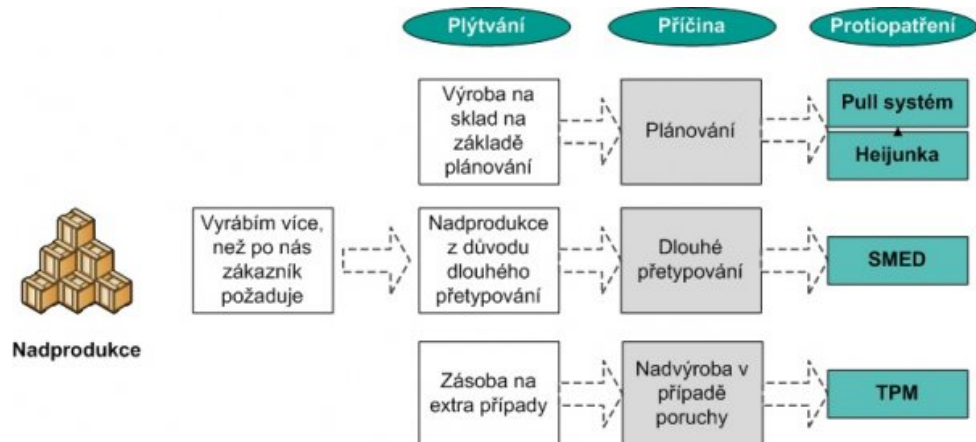 Plýtvání
Příčina
Protiopatření
Výroba na
sklad na
základě
plánování
Plánování
Pull systém
Heijunka
Vyrábím více,
než po nás
zákazník
požaduje
Nadprodukce
z důvodu
dlouhého
přetypování
Dlouhé
přetypování
SMED
Nadprodukce
Zásoba na
extra případy
Nadvýroba v
případě
poruchy
TPM